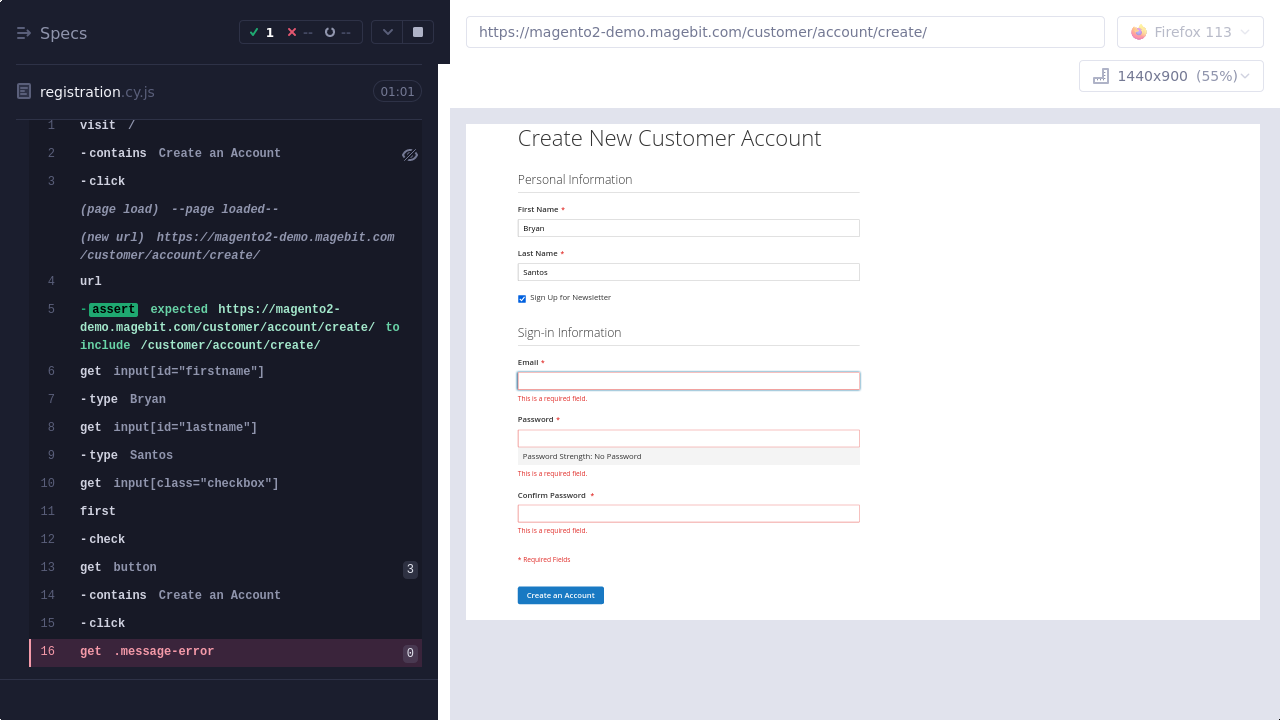 Specs
1
--
--
registration.cy.js
01:01
1 visit /
2 -contains Create an Account
3 -click
(page load) --page loaded--
(new url) https://magento2-demo.magebit.com
/customer/account/create/
4 url
5 -assert expected https://magento2-
demo.magebit.com/customer/account/create/ to
include /customer/account/create/
6 get input[id="firstname"]
7 -type Bryan
8 get input[id="lastname"]
9 -type Santos
10 get input[class="checkbox"]
11 first
12 -check
13 get button 3
14 -contains Create an Account
15 -click
16 get .message-error 0
https://magento2-demo.magebit.com/customer/account/create/
Firefox 113
1440x900 (55%)
Create New Customer Account
Personal Information
First Name *
Bryan
Last Name *
Santos
Sign Up for Newsletter
Sign-in Information
Email *
This is a required field.
Password *
Password Strength: No Password
This is a required field.
Confirm Password *
This is a required field.
* Required Fields
Create an Account